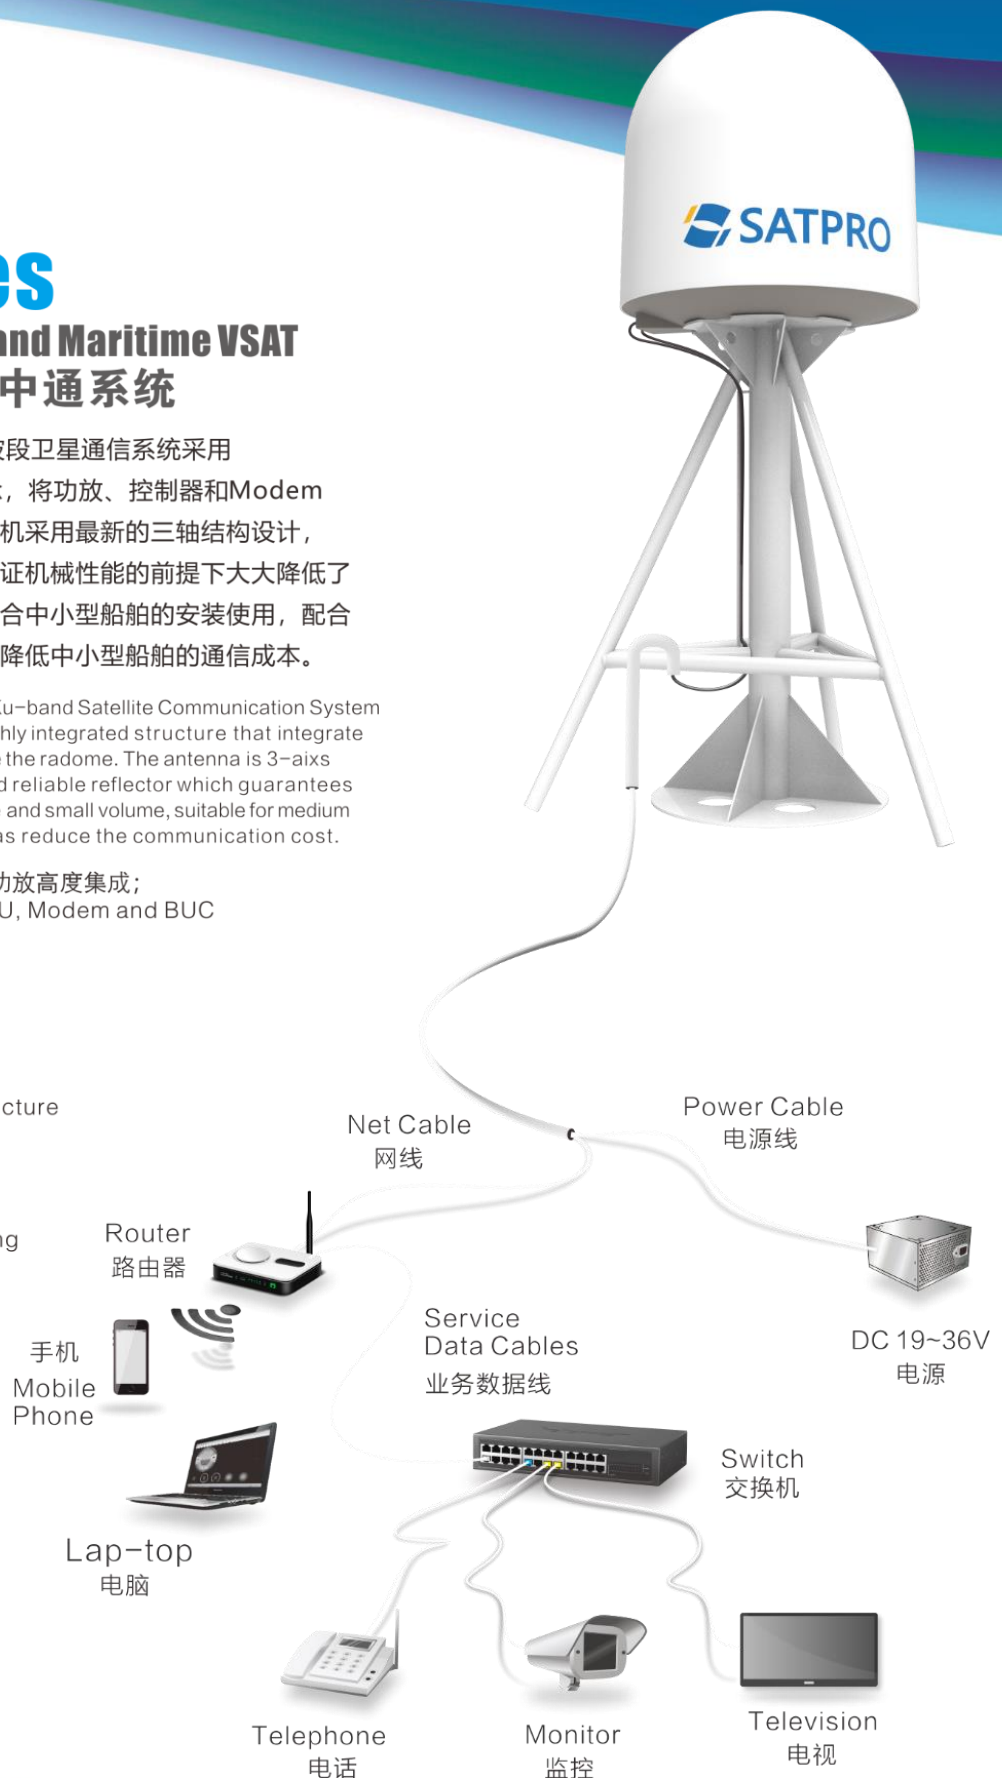 SATPRO
es
and Maritime VSAT
中通系统
波段卫星通信系统采用
，将功放、控制器和Modem
机采用最新的三轴结构设计，
证机械性能的前提下大大降低了
合中小型船舶的安装使用，配合
降低中小型船舶的通信成本。
Ku-band Satellite Communication System
hly integrated structure that integrate
e the radome. The antenna is 3-aixs
d reliable reflector which guarantees
e and small volume, suitable for medium
as reduce the communication cost.
功放高度集成；
U, Modem and BUC
cture
ng
Net Cable
网线
Power Cable
电源线
Router
路由器
手机
Mobile
Phone
Service
Data Cables
业务数据线
DC 19~36V
电源
Switch
交换机
Lap-top
电脑
Telephone
电话
Monitor
监控
Television
电视